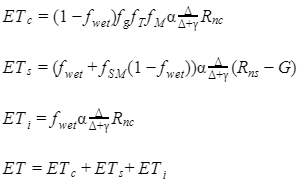 ET_c = (1 − f_wet)f_g f_T f_M α Δ/(Δ+γ) R_nc
ET_s = (f_wet + f_SM(1 − f_wet))α Δ/(Δ+γ) (R_ns − G)
ET_i = f_wet α Δ/(Δ+γ) R_nc
ET = ET_c + ET_s + ET_i